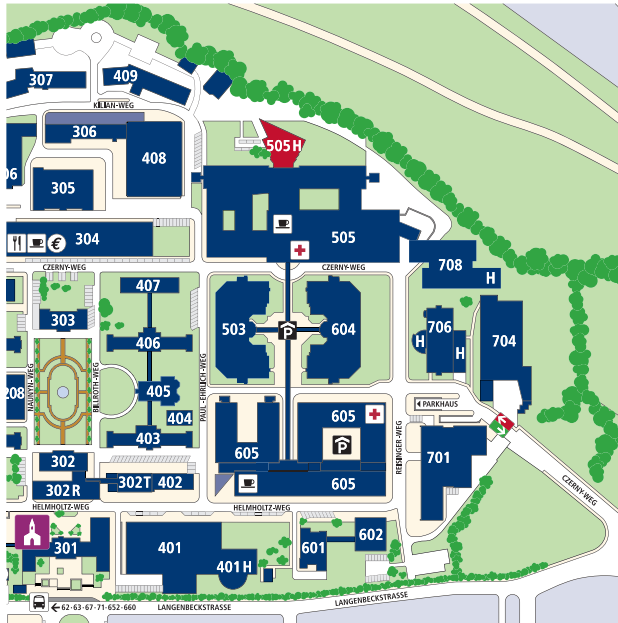 307
409
KILIAN-WEG
306
408
505 H
06
305
304
€
505
CZERNY-WEG
CZERNY-WEG
708
H
407
303
503
P
604
706
H
H
704
406
NAUNYN-WEG
BILLROTH-WEG
PAUL-EHRLICH-WEG
405
208
404
403
PARKHAUS
605
605
P
REISINGER-WEG
701
CZERNY-WEG
302
302 R
302T
402
605
HELMHOLTZ-WEG
HELMHOLTZ-WEG
301
401
401 H
601
602
62·63·67·71·652·660
LANGENBECKSTRASSE
LANGENBECKSTRASSE